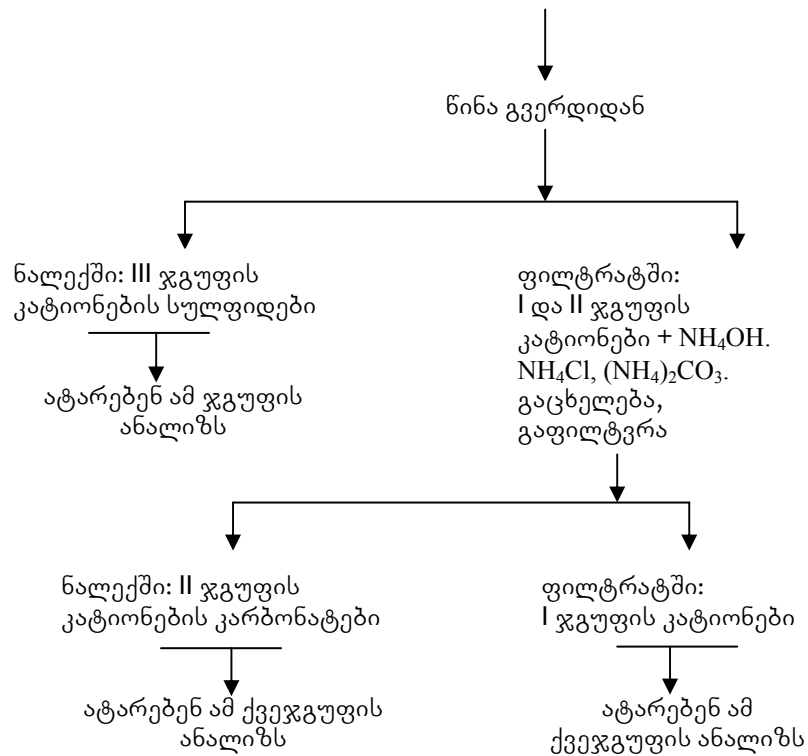 წინა გვერდიდან
ნალექში: III ჯგუფის
კატიონების სულფიდები
ატარებენ ამ ჯგუფის
ანალიზს
ფილტრატში:
I და II ჯგუფის
კატიონები + NH₄OH.
NH₄Cl, (NH₄)₂CO₃.
გაცხელება,
გაფილტვრა
ნალექში: II ჯგუფის
კატიონების კარბონატები
ატარებენ ამ ქვეჯგუფის
ანალიზს
ფილტრატში:
I ჯგუფის კატიონები
ატარებენ ამ
ქვეჯგუფის ანალიზს